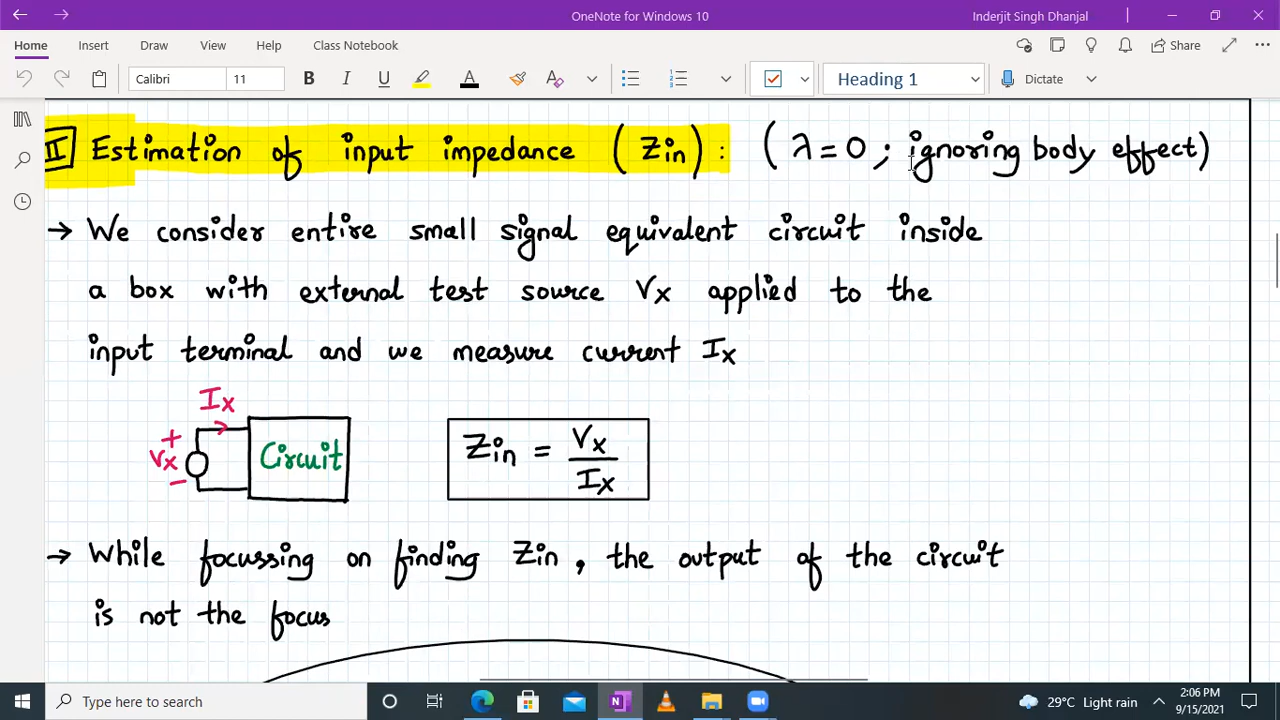 OneNote for Windows 10
Inderjit Singh Dhanjal
Home Insert Draw View Help Class Notebook
Share
Calibri 11 B I U A A Heading 1 Dictate
II Estimation of input impedance (Zin): (λ=0; ignoring body effect)
→ We consider entire small signal equivalent circuit inside
a box with external test source Vx applied to the
input terminal and we measure current Ix
Ix
+
Vx
-
Circuit
Zin = Vx
Ix
→ While focussing on finding Zin, the output of the circuit
is not the focus
Type here to search
29°C Light rain
2:06 PM
9/15/2021